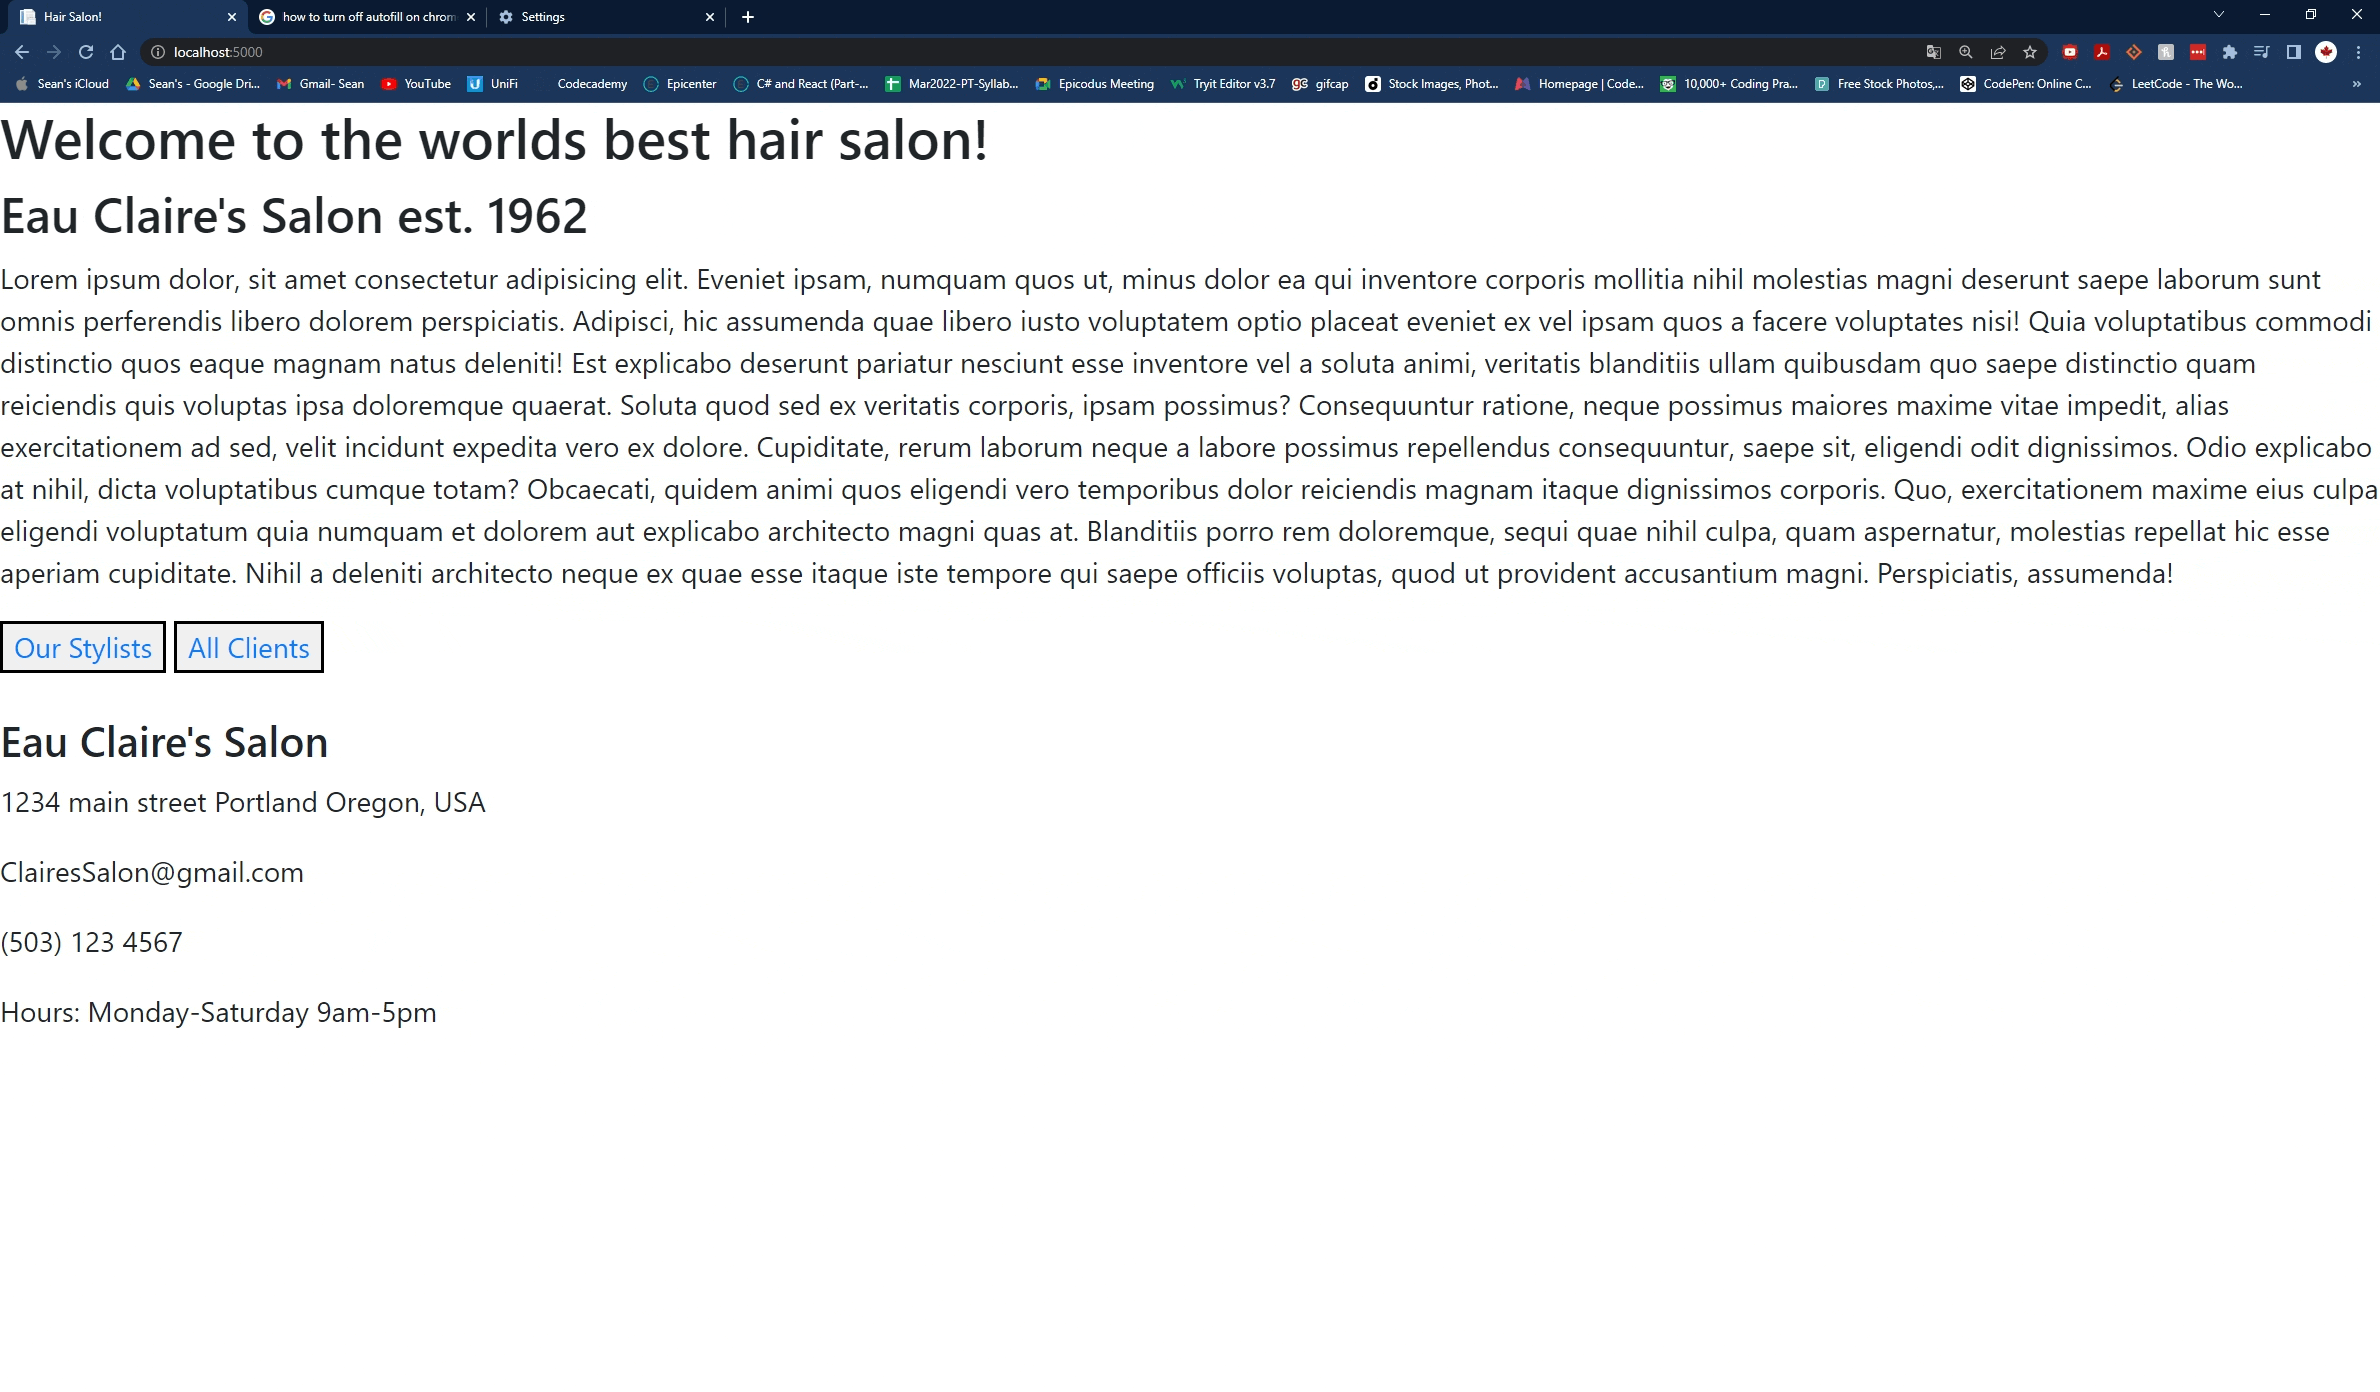 Hair Salon!
how to turn off autofill on chrom
Settings
localhost:5000
Sean's iCloud
Sean's - Google Dri...
Gmail- Sean
YouTube
UniFi
Codecademy
Epicenter
C# and React (Part-...
Mar2022-PT-Syllab...
Epicodus Meeting
Tryit Editor v3.7
gifcap
Stock Images, Phot...
Homepage | Code...
10,000+ Coding Pra...
Free Stock Photos,...
CodePen: Online C...
LeetCode - The Wo...
Welcome to the worlds best hair salon!
Eau Claire's Salon est. 1962
Lorem ipsum dolor, sit amet consectetur adipisicing elit. Eveniet ipsam, numquam quos ut, minus dolor ea qui inventore corporis mollitia nihil molestias magni deserunt saepe laborum sunt
omnis perferendis libero dolorem perspiciatis. Adipisci, hic assumenda quae libero iusto voluptatem optio placeat eveniet ex vel ipsam quos a facere voluptates nisi! Quia voluptatibus commodi
distinctio quos eaque magnam natus deleniti! Est explicabo deserunt pariatur nesciunt esse inventore vel a soluta animi, veritatis blanditiis ullam quibusdam quo saepe distinctio quam
reiciendis quis voluptas ipsa doloremque quaerat. Soluta quod sed ex veritatis corporis, ipsam possimus? Consequuntur ratione, neque possimus maiores maxime vitae impedit, alias
exercitationem ad sed, velit incidunt expedita vero ex dolore. Cupiditate, rerum laborum neque a labore possimus repellendus consequuntur, saepe sit, eligendi odit dignissimos. Odio explicabo
at nihil, dicta voluptatibus cumque totam? Obcaecati, quidem animi quos eligendi vero temporibus dolor reiciendis magnam itaque dignissimos corporis. Quo, exercitationem maxime eius culpa
eligendi voluptatum quia numquam et dolorem aut explicabo architecto magni quas at. Blanditiis porro rem doloremque, sequi quae nihil culpa, quam aspernatur, molestias repellat hic esse
aperiam cupiditate. Nihil a deleniti architecto neque ex quae esse itaque iste tempore qui saepe officiis voluptas, quod ut provident accusantium magni. Perspiciatis, assumenda!
Our Stylists
All Clients
Eau Claire's Salon
1234 main street Portland Oregon, USA
ClairesSalon@gmail.com
(503) 123 4567
Hours: Monday-Saturday 9am-5pm